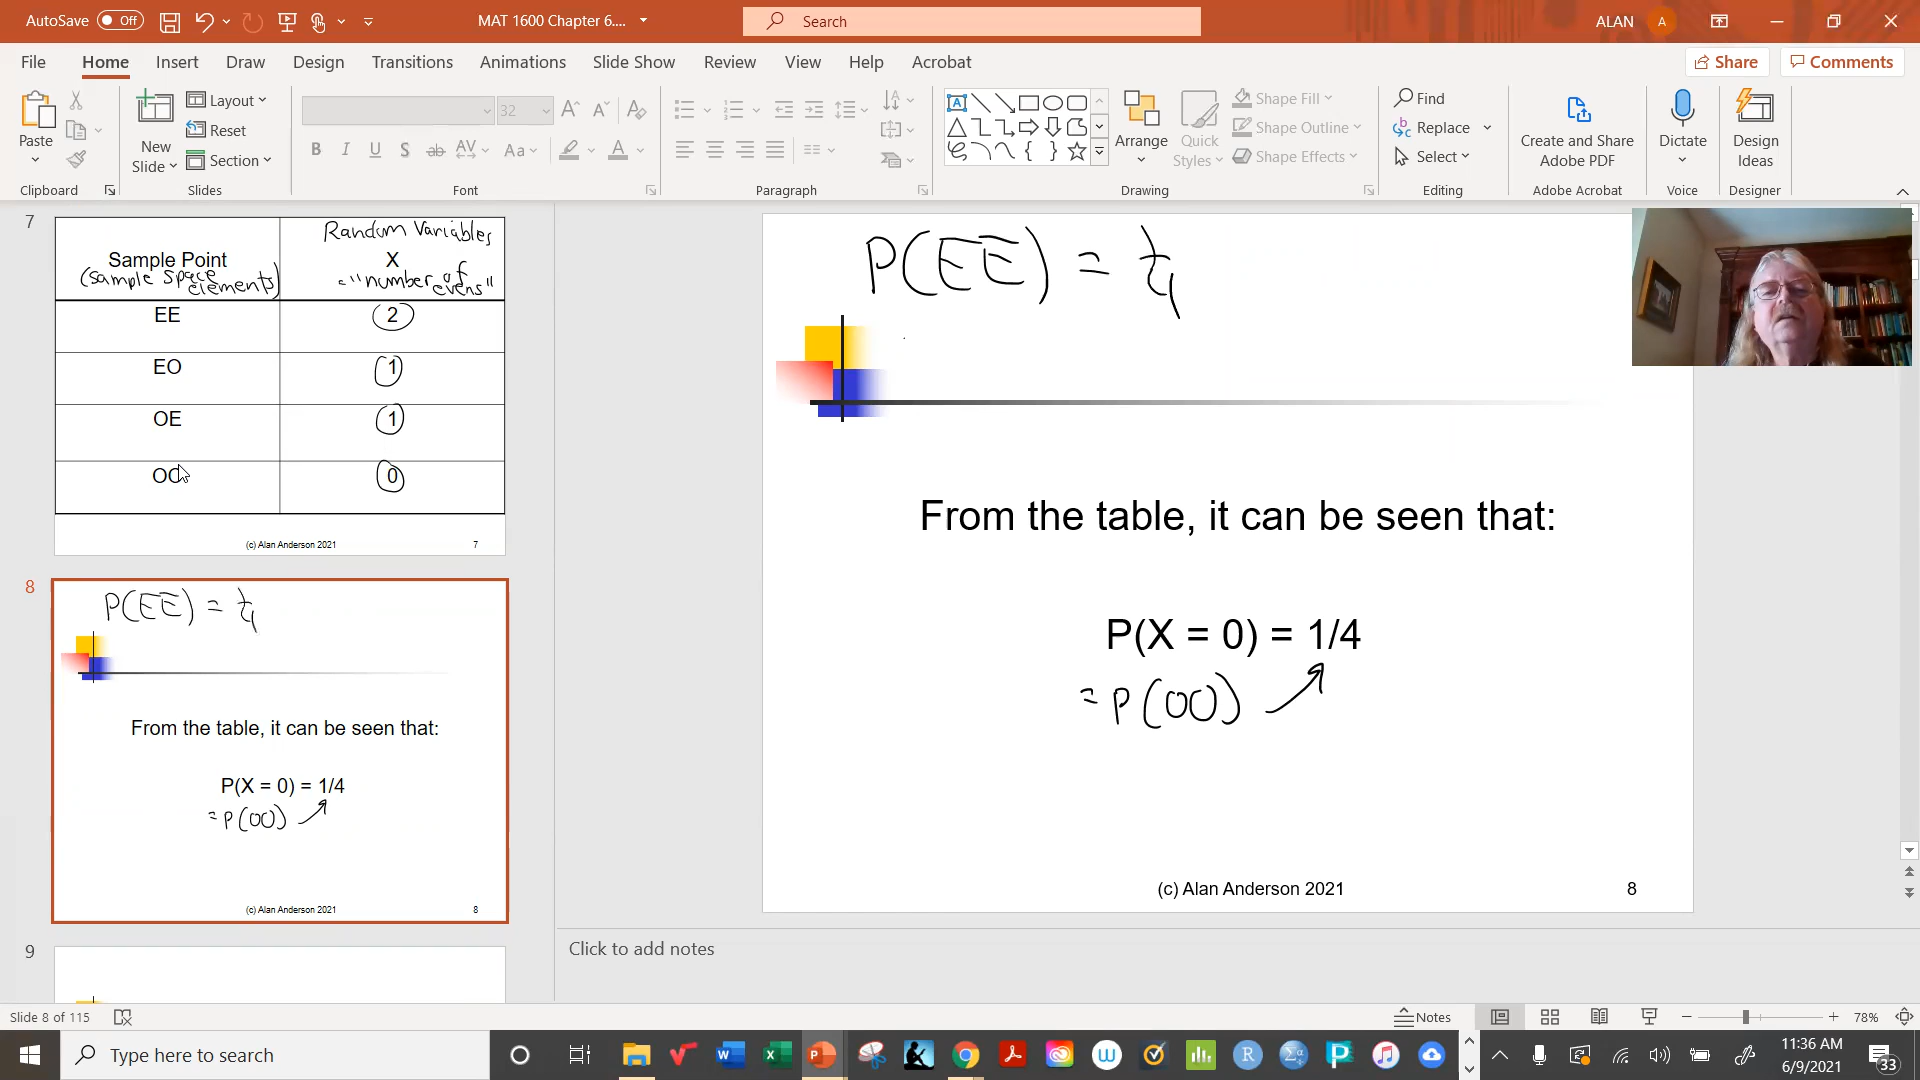 AutoSave Off MAT 1600 Chapter 6.... Search ALAN A
File Home Insert Draw Design Transitions Animations Slide Show Review View Help Acrobat Share Comments
Paste
New
Slide
Layout
Reset
Section
32
B I U S ab AV Aa A
Arrange
Quick
Styles
Shape Fill
Shape Outline
Shape Effects
Find
Replace
Select
Create and Share
Adobe PDF
Dictate
Design
Ideas
Clipboard Slides Font Paragraph Drawing Editing Adobe Acrobat Voice Designer
7
Sample Point
(sample space
elements)
Random Variables
X
= "number of
evens"
EE 2
EO 1
OE 1
OO 0
(c) Alan Anderson 2021 7
8
P(EE) =
From the table, it can be seen that:
P(X = 0) = 1/4
= P(OO)
(c) Alan Anderson 2021 8
9
P(EE) =
From the table, it can be seen that:
P(X = 0) = 1/4
= P(OO)
(c) Alan Anderson 2021 8
Click to add notes
Slide 8 of 115 Notes 78%
Type here to search
11:36 AM
6/9/2021
33